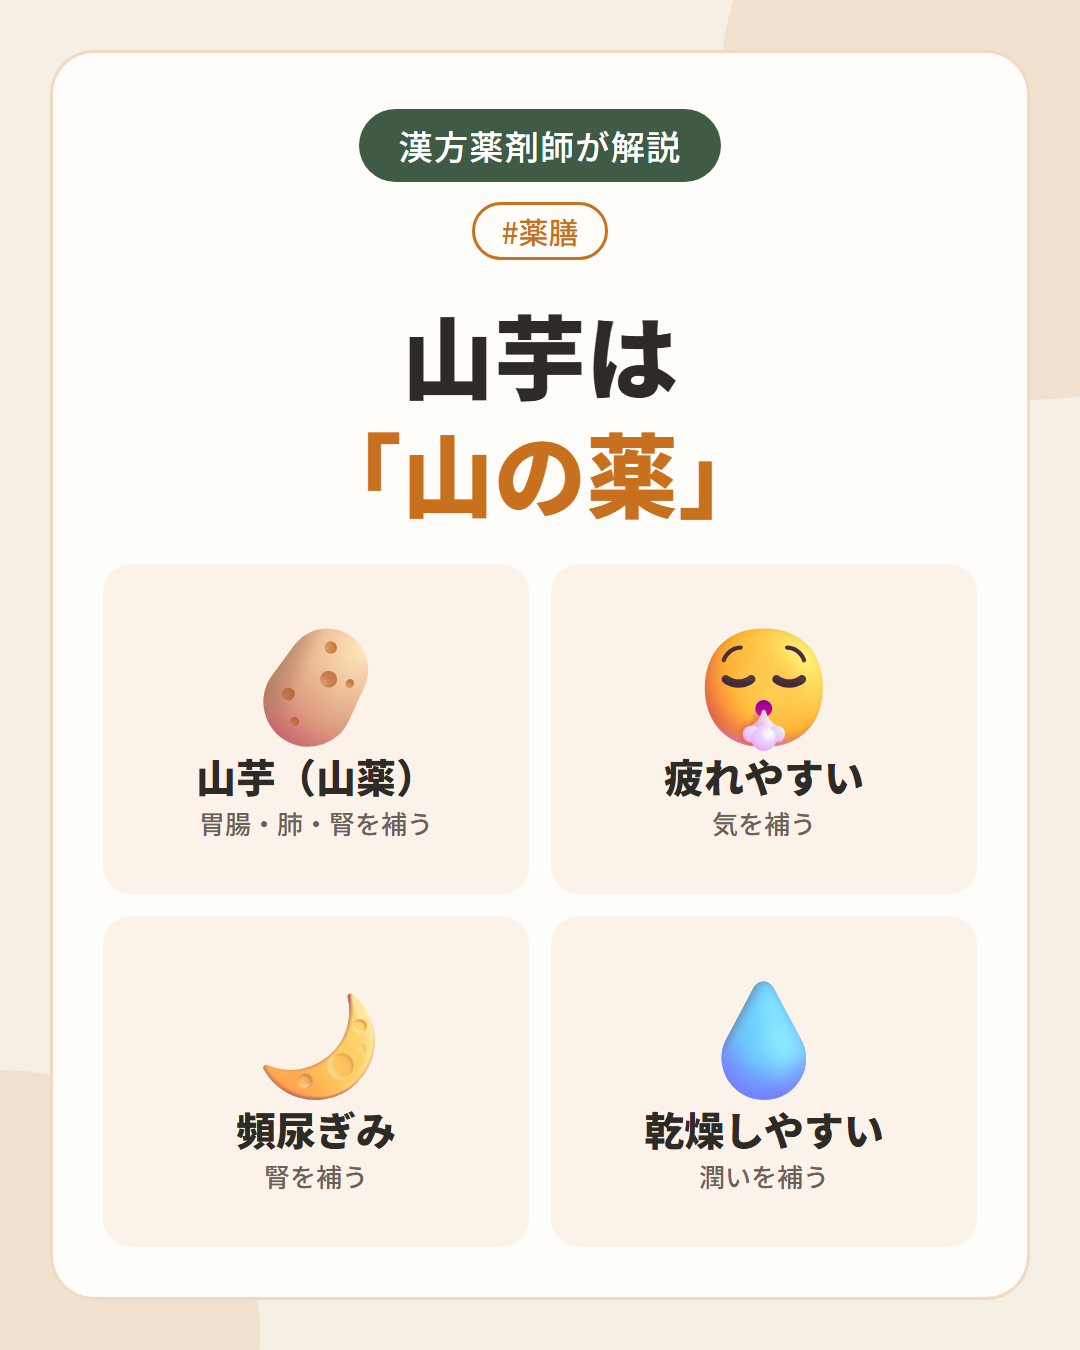 漢方薬剤師が解説
#薬膳
山芋は
「山の薬」
山芋（山薬）
胃腸・肺・腎を補う
疲れやすい
気を補う
頻尿ぎみ
腎を補う
乾燥しやすい
潤いを補う